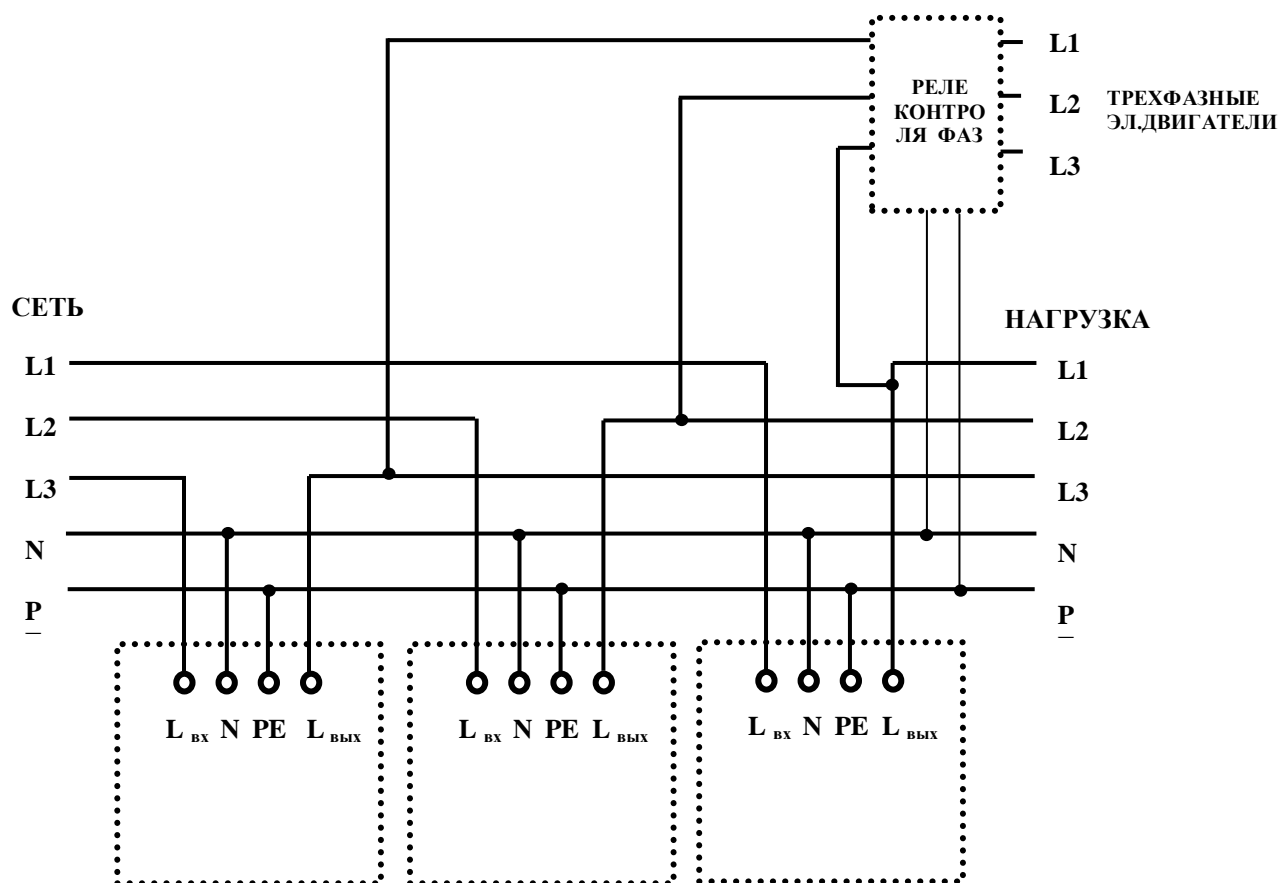 L1
РЕЛЕ
КОНТРО
ЛЯ ФАЗ
L2
ТРЕХФАЗНЫЕ
ЭЛ.ДВИГАТЕЛИ
L3
СЕТЬ
НАГРУЗКА
L1
L1
L2
L2
L3
L3
N
N
P
P
L вх N PE L вых
L вх N PE L вых
L вх N PE L вых